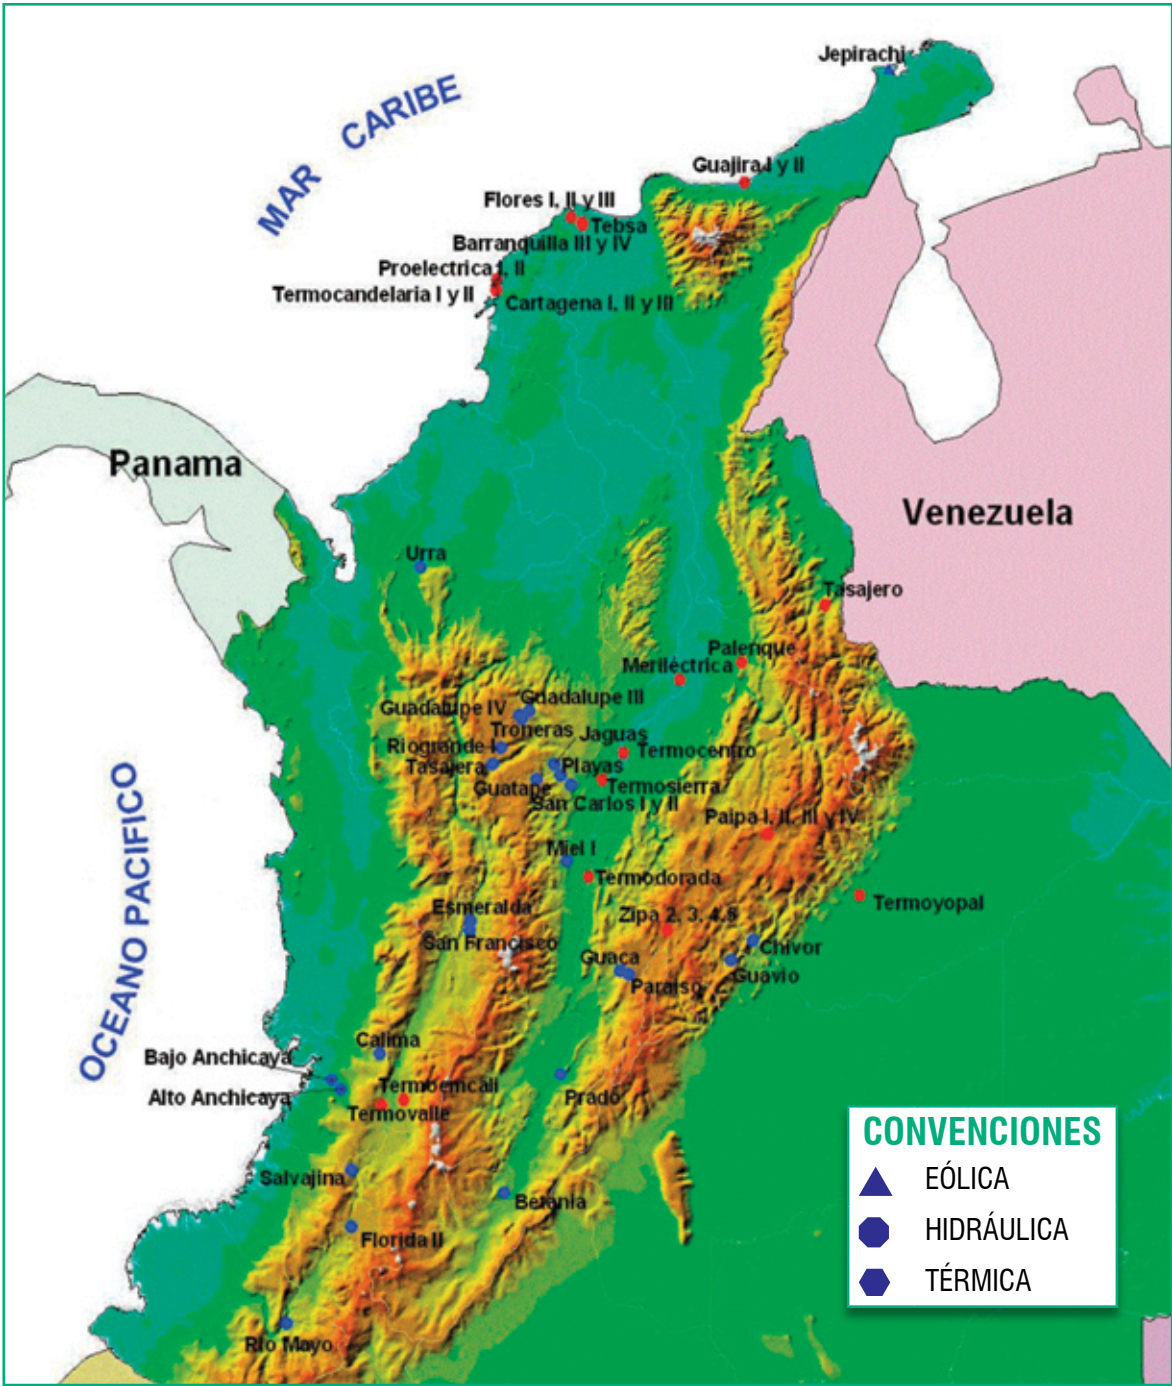 Jepirachi
MAR CARIBE
Guajira I y II
Flores I, II y III
Tebsa
Barranquilla III y IV
Proelectrica I, II
Termocandelaria I y II
Cartagena I, II y III
Panama
Venezuela
Urra
Tasajero
Palenque
Merilèctrica
Guadalupe III
Guadalupe IV
Troneras
Jaguas
Riogrande I
Termocentro
Tasajera
Playas
Guatape
Termosierra
San Carlos I y II
Paipa I, II, III y IV
OCEANO PACIFICO
Miel I
Termodorada
Esmeralda
Zipa 2, 3, 4,5
Termoyopal
San Francisco
Chivor
Guaca
Guavio
Paraiso
Calima
Bajo Anchicaya
Termoemcali
Alto Anchicaya
Prado
Termovalle
Salvajina
Betania
Florida II
Rio Mayo
CONVENCIONES
EÓLICA
HIDRÁULICA
TÉRMICA